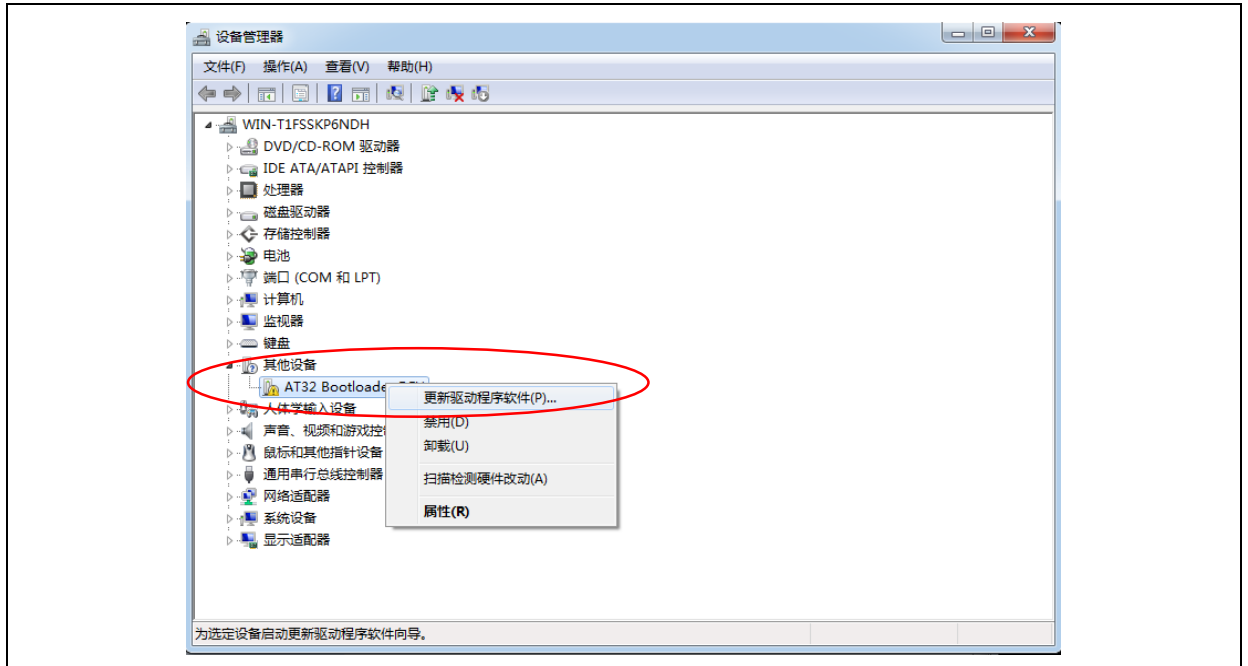 设备管理器
文件(F) 操作(A) 查看(V) 帮助(H)
WIN-T1FSSKP6NDH
DVD/CD-ROM 驱动器
IDE ATA/ATAPI 控制器
处理器
磁盘驱动器
存储控制器
电池
端口 (COM 和 LPT)
计算机
监视器
键盘
其他设备
AT32 Bootloade
更新驱动程序软件(P)...
人体学输入设备
禁用(D)
声音、视频和游戏控
卸载(U)
鼠标和其他指针设备
通用串行总线控制器
扫描检测硬件改动(A)
网络适配器
系统设备
属性(R)
显示适配器
为选定设备启动更新驱动程序软件向导。